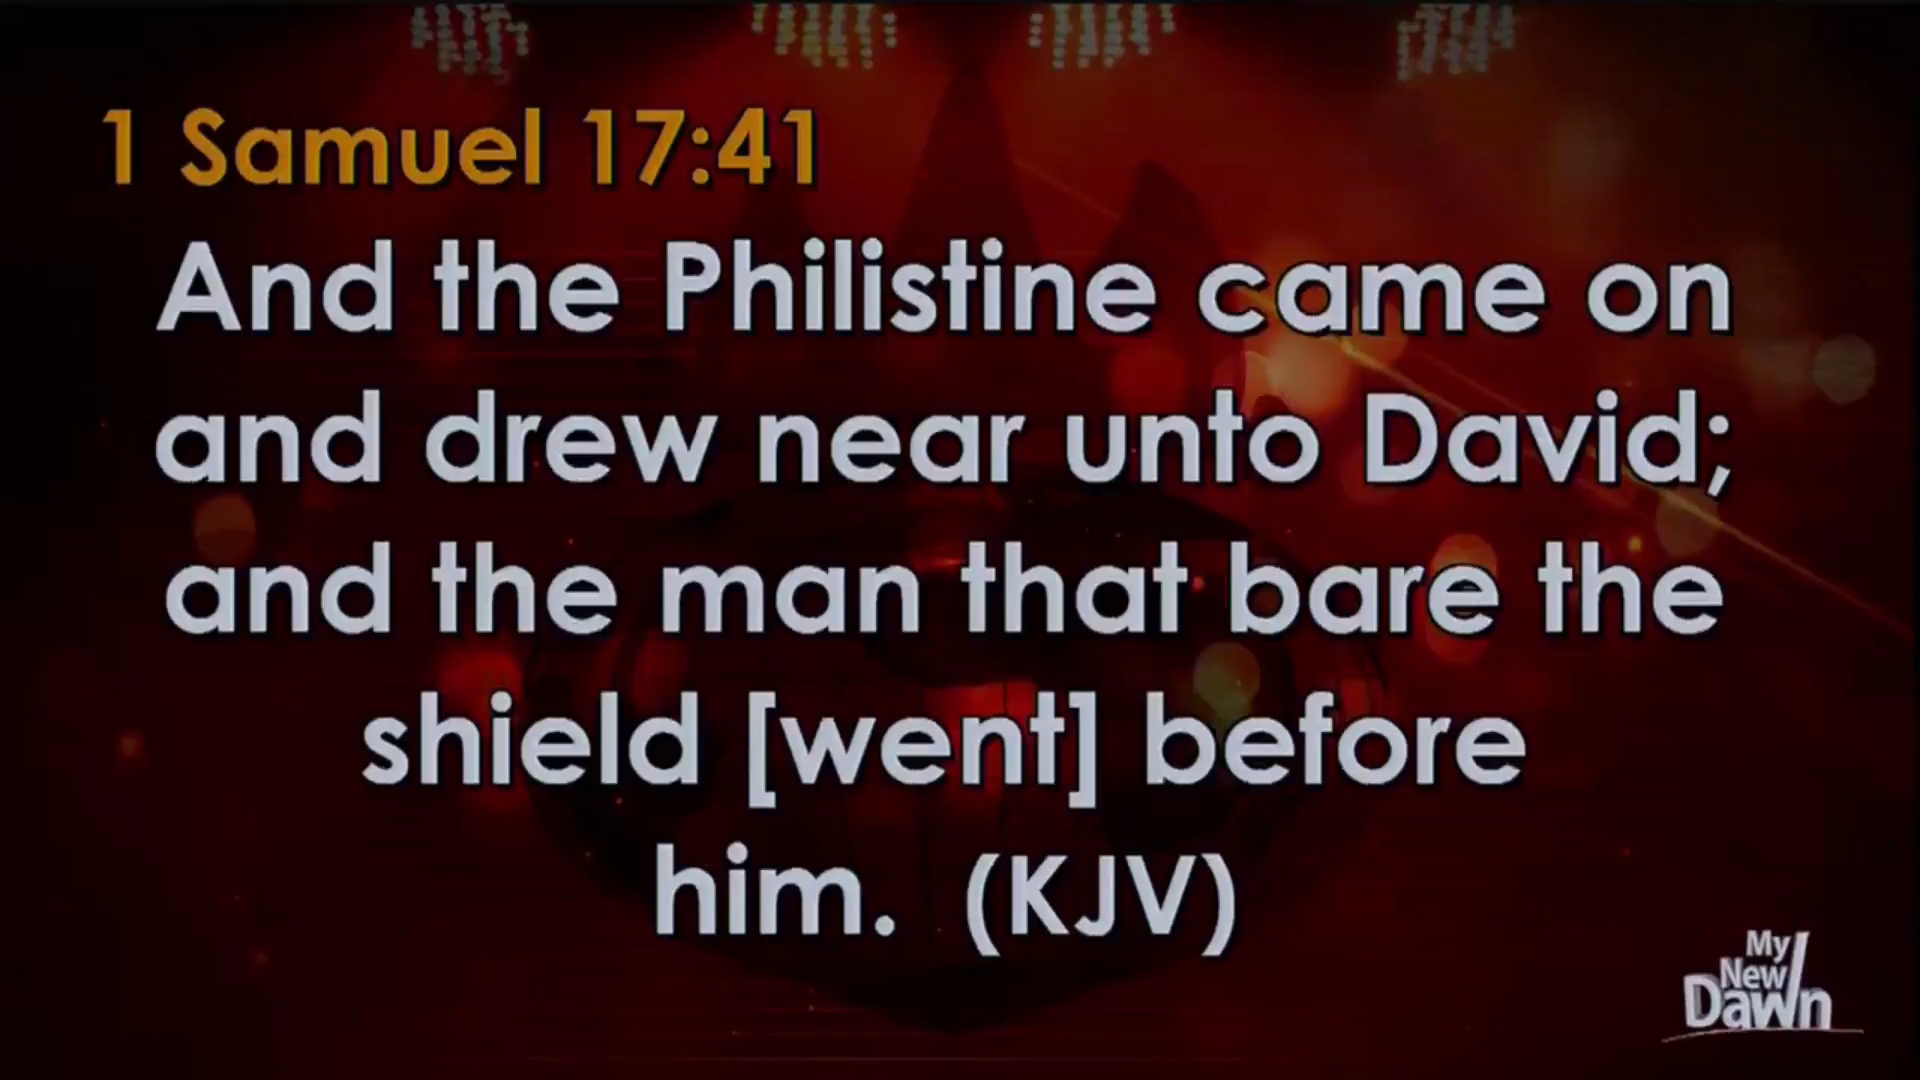 1 Samuel 17:41
And the Philistine came on
and drew near unto David;
and the man that bare the
shield [went] before
him. (KJV)
My
New
Dawn